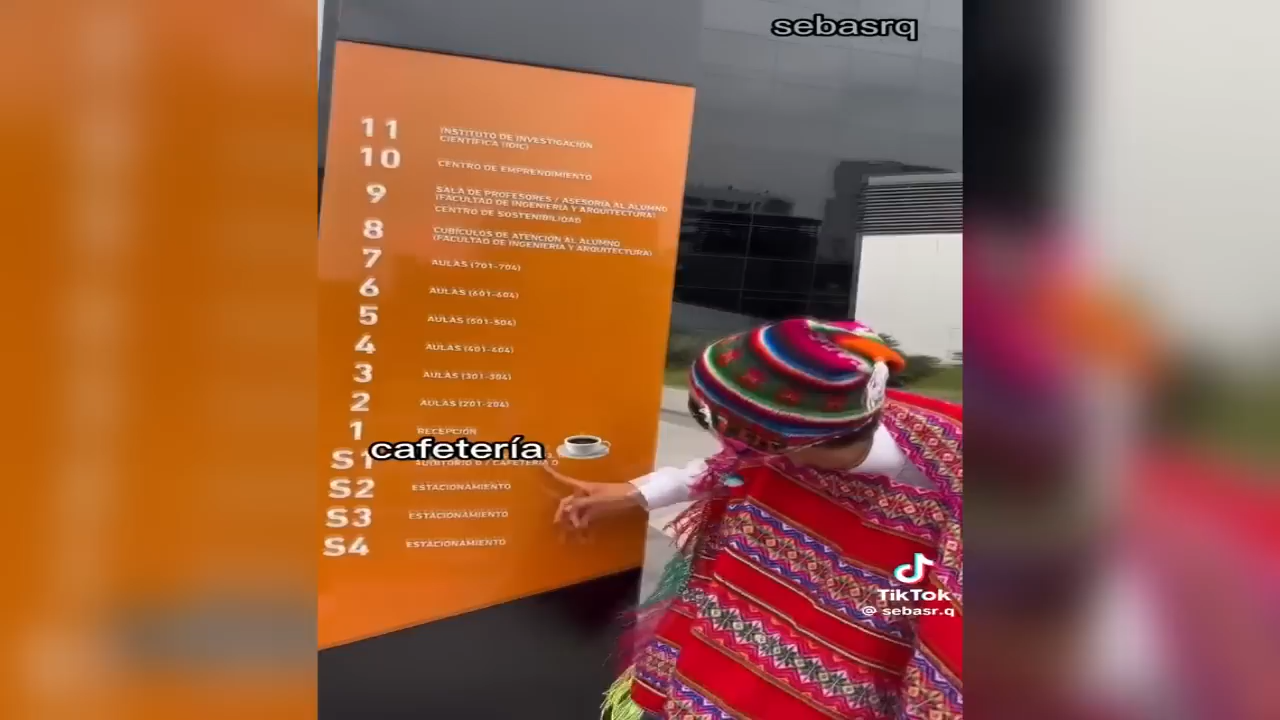 sebasrq
11 INSTITUTO DE INVESTIGACIÓN
CIENTÍFICA (IDIC)
10 CENTRO DE EMPRENDIMIENTO
9 SALA DE PROFESORES / ASESORÍA AL ALUMNO
(FACULTAD DE INGENIERÍA Y ARQUITECTURA)
CENTRO DE SOSTENIBILIDAD
8 CUBÍCULOS DE ATENCIÓN AL ALUMNO
(FACULTAD DE INGENIERÍA Y ARQUITECTURA)
7 AULAS (701-704)
6 AULAS (601-604)
5 AULAS (501-504)
4 AULAS (401-404)
3 AULAS (301-304)
2 AULAS (201-204)
1 RECEPCIÓN
cafetería
S1 AUDITORIO D / CAFETERÍA D
S2 ESTACIONAMIENTO
S3 ESTACIONAMIENTO
S4 ESTACIONAMIENTO
TikTok
@ sebasr.q